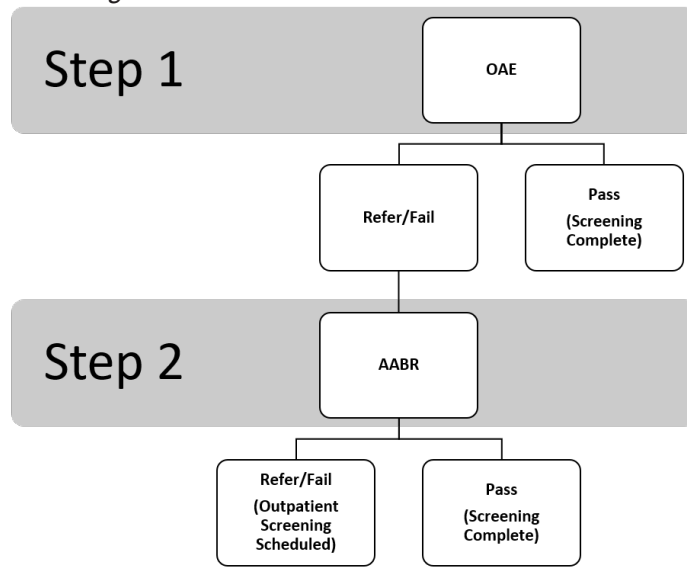 Step 1
OAE
Refer/Fail
Pass
(Screening
Complete)
Step 2
AABR
Refer/Fail
(Outpatient
Screening
Scheduled)
Pass
(Screening
Complete)